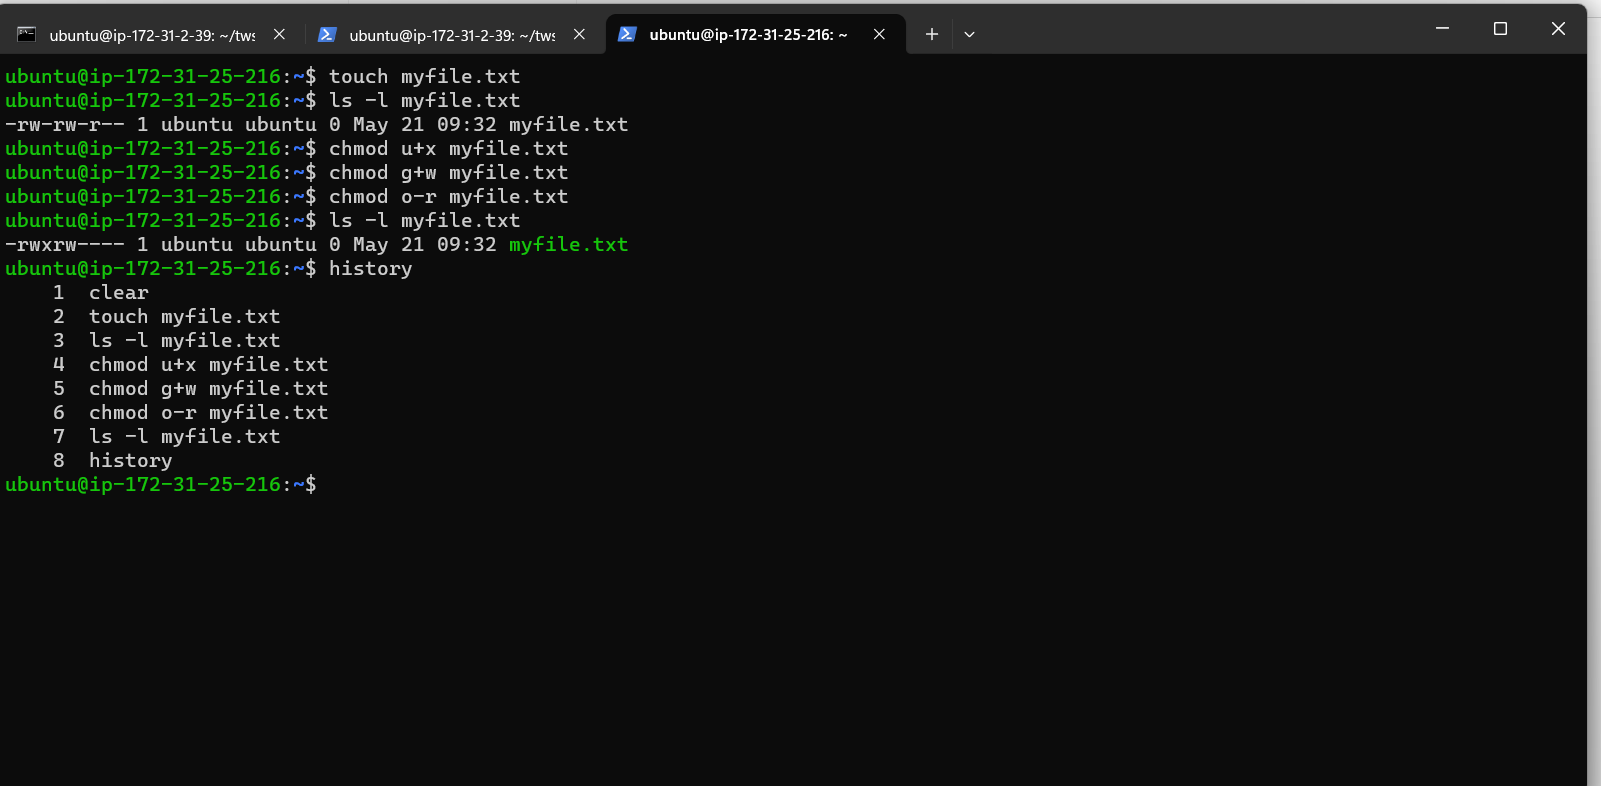 ubuntu@ip-172-31-2-39: ~/tws
ubuntu@ip-172-31-2-39: ~/tws
ubuntu@ip-172-31-25-216: ~
ubuntu@ip-172-31-25-216:~$ touch myfile.txt
ubuntu@ip-172-31-25-216:~$ ls -l myfile.txt
-rw-rw-r-- 1 ubuntu ubuntu 0 May 21 09:32 myfile.txt
ubuntu@ip-172-31-25-216:~$ chmod u+x myfile.txt
ubuntu@ip-172-31-25-216:~$ chmod g+w myfile.txt
ubuntu@ip-172-31-25-216:~$ chmod o-r myfile.txt
ubuntu@ip-172-31-25-216:~$ ls -l myfile.txt
-rwxrw---- 1 ubuntu ubuntu 0 May 21 09:32 myfile.txt
ubuntu@ip-172-31-25-216:~$ history
    1  clear
    2  touch myfile.txt
    3  ls -l myfile.txt
    4  chmod u+x myfile.txt
    5  chmod g+w myfile.txt
    6  chmod o-r myfile.txt
    7  ls -l myfile.txt
    8  history
ubuntu@ip-172-31-25-216:~$